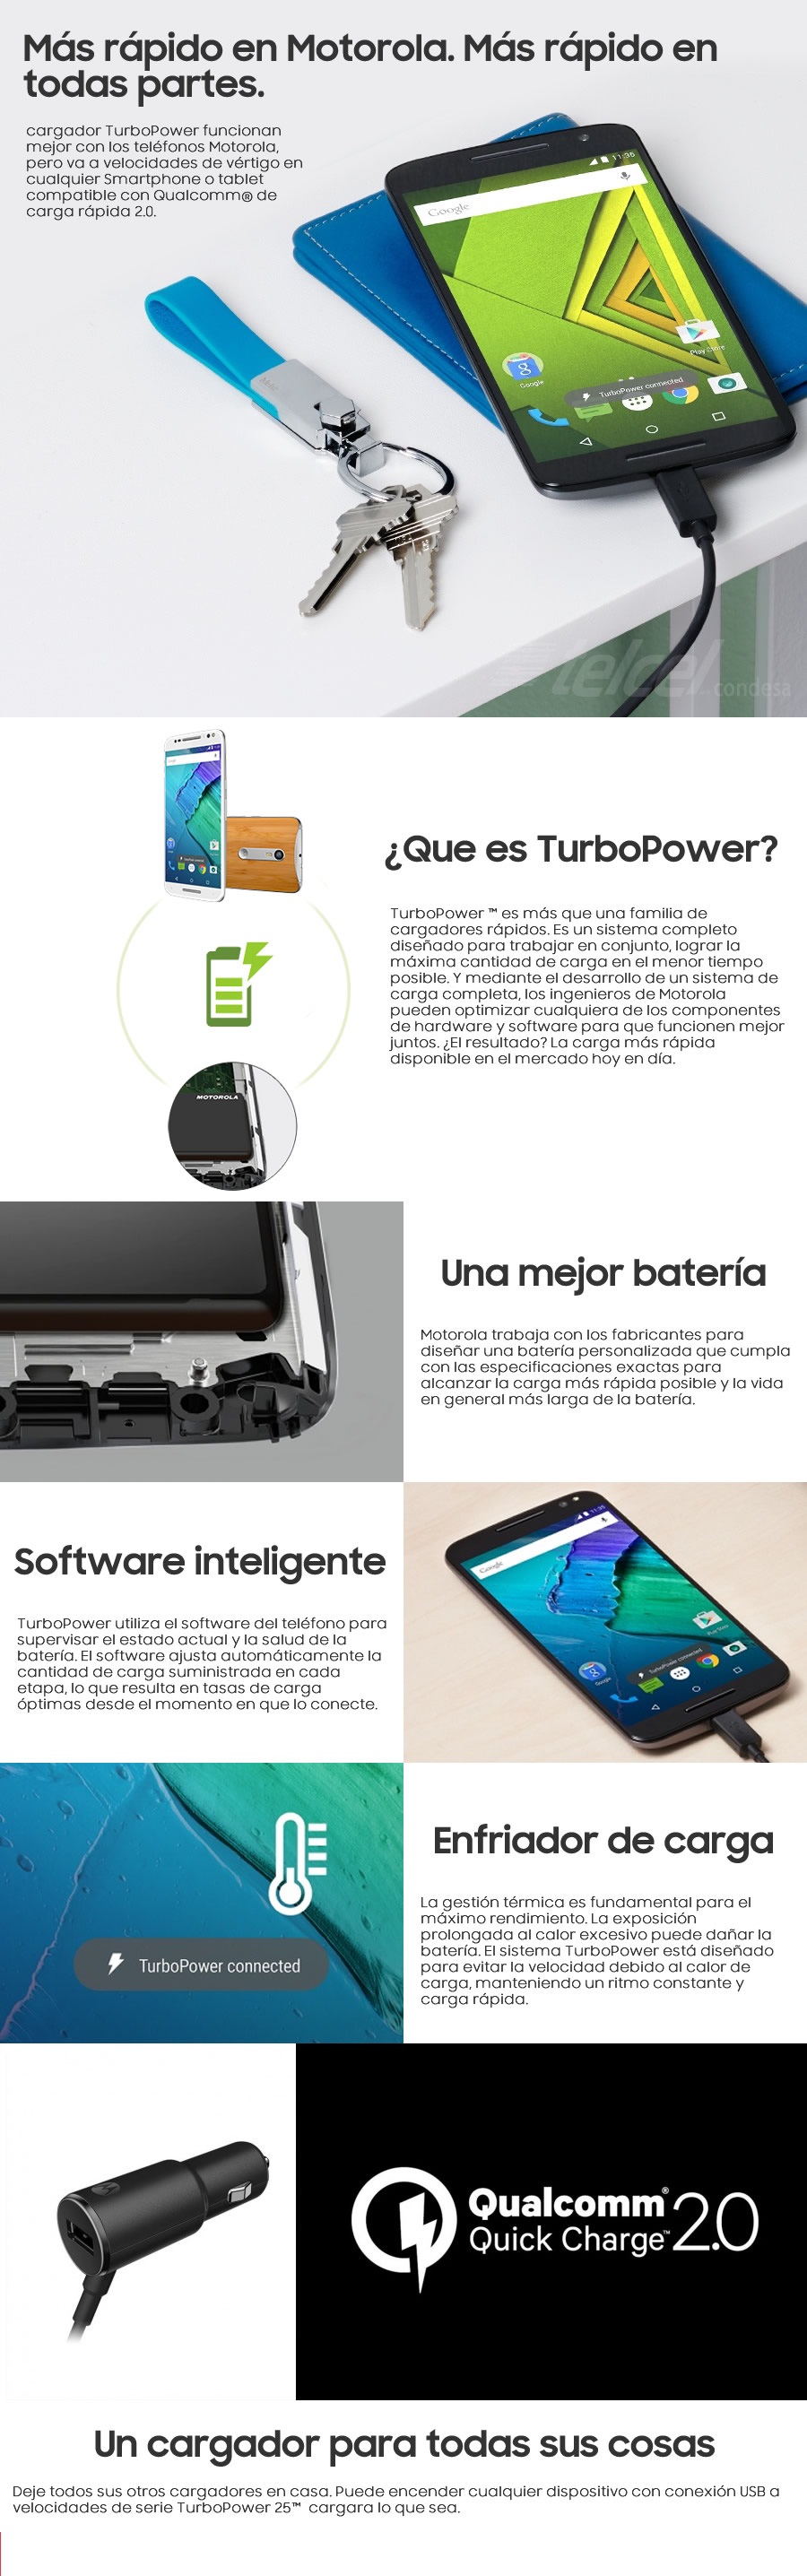 Más rápido en Motorola. Más rápido en
todas partes.
cargador TurboPower funcionan
mejor con los teléfonos Motorola,
pero va a velocidades de vértigo en
cualquier Smartphone o tablet
compatible con Qualcomm® de
carga rápida 2.0.
11:35
Google
Play Store
Google
TurboPower connected
telcel
condesa
¿Que es TurboPower?
TurboPower ™ es más que una familia de
cargadores rápidos. Es un sistema completo
diseñado para trabajar en conjunto, lograr la
máxima cantidad de carga en el menor tiempo
posible. Y mediante el desarrollo de un sistema de
carga completa, los ingenieros de Motorola
pueden optimizar cualquiera de los componentes
de hardware y software para que funcionen mejor
juntos. ¿El resultado? La carga más rápida
disponible en el mercado hoy en día.
MOTOROLA
Una mejor batería
Motorola trabaja con los fabricantes para
diseñar una batería personalizada que cumpla
con las especificaciones exactas para
alcanzar la carga más rápida posible y la vida
en general más larga de la batería.
Software inteligente
TurboPower utiliza el software del teléfono para
supervisar el estado actual y la salud de la
batería. El software ajusta automáticamente la
cantidad de carga suministrada en cada
etapa, lo que resulta en tasas de carga
óptimas desde el momento en que lo conecte.
11:35
Google
Play Store
Google
TurboPower connected
TurboPower connected
Enfriador de carga
La gestión térmica es fundamental para el
máximo rendimiento. La exposición
prolongada al calor excesivo puede dañar la
batería. El sistema TurboPower está diseñado
para evitar la velocidad debido al calor de
carga, manteniendo un ritmo constante y
carga rápida.
Qualcomm®
Quick Charge™ 2.0
Un cargador para todas sus cosas
Deje todos sus otros cargadores en casa. Puede encender cualquier dispositivo con conexión USB a
velocidades de serie TurboPower 25™ cargara lo que sea.